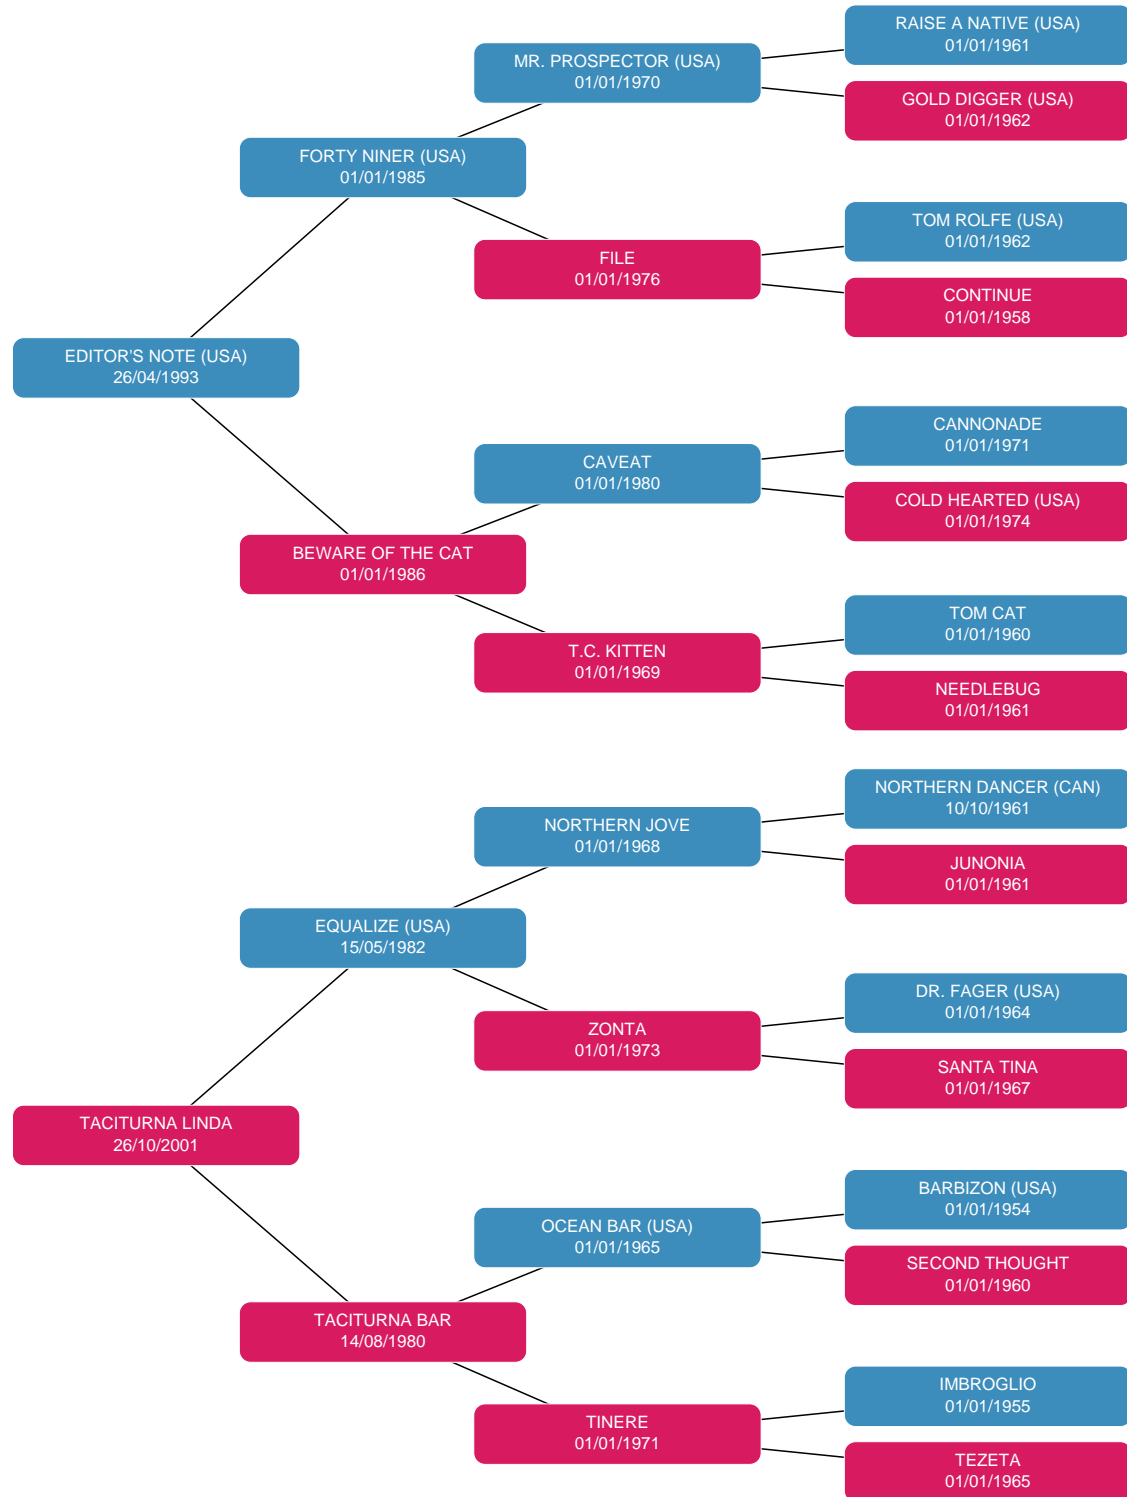 RAISE A NATIVE (USA)
01/01/1961
MR. PROSPECTOR (USA)
01/01/1970
GOLD DIGGER (USA)
01/01/1962
FORTY NINER (USA)
01/01/1985
TOM ROLFE (USA)
01/01/1962
FILE
01/01/1976
CONTINUE
01/01/1958
EDITOR'S NOTE (USA)
26/04/1993
CANNONADE
01/01/1971
CAVEAT
01/01/1980
COLD HEARTED (USA)
01/01/1974
BEWARE OF THE CAT
01/01/1986
TOM CAT
01/01/1960
T.C. KITTEN
01/01/1969
NEEDLEBUG
01/01/1961
NORTHERN DANCER (CAN)
10/10/1961
NORTHERN JOVE
01/01/1968
JUNONIA
01/01/1961
EQUALIZE (USA)
15/05/1982
DR. FAGER (USA)
01/01/1964
ZONTA
01/01/1973
SANTA TINA
01/01/1967
TACITURNA LINDA
26/10/2001
BARBIZON (USA)
01/01/1954
OCEAN BAR (USA)
01/01/1965
SECOND THOUGHT
01/01/1960
TACITURNA BAR
14/08/1980
IMBROGLIO
01/01/1955
TINERE
01/01/1971
TEZETA
01/01/1965